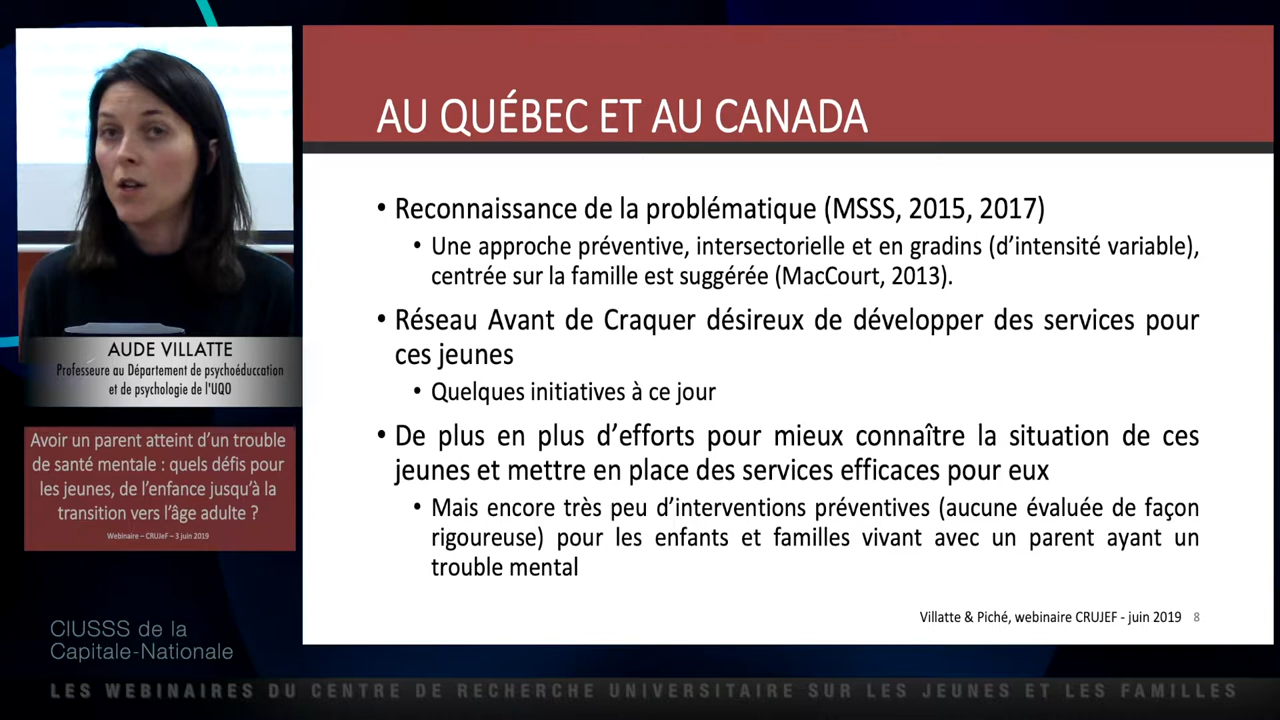 AU QUÉBEC ET AU CANADA
• Reconnaissance de la problématique (MSSS, 2015, 2017)
• Une approche préventive, intersectorielle et en gradins (d’intensité variable),
centrée sur la famille est suggérée (MacCourt, 2013).
• Réseau Avant de Craquer désireux de développer des services pour
ces jeunes
• Quelques initiatives à ce jour
• De plus en plus d’efforts pour mieux connaître la situation de ces
jeunes et mettre en place des services efficaces pour eux
• Mais encore très peu d’interventions préventives (aucune évaluée de façon
rigoureuse) pour les enfants et familles vivant avec un parent ayant un
trouble mental
Villatte & Piché, webinaire CRUJEF - juin 2019 8
AUDE VILLATTE
Professeure au Département de psychoéduccation
et de psychologie de l'UQO
Avoir un parent atteint d’un trouble
de santé mentale : quels défis pour
les jeunes, de l’enfance jusqu’à la
transition vers l’âge adulte ?
Webinaire – CRUJeF – 3 juin 2019
CIUSSS de la
Capitale-Nationale
LES WEBINAIRES DU CENTRE DE RECHERCHE UNIVERSITAIRE SUR LES JEUNES ET LES FAMILLES